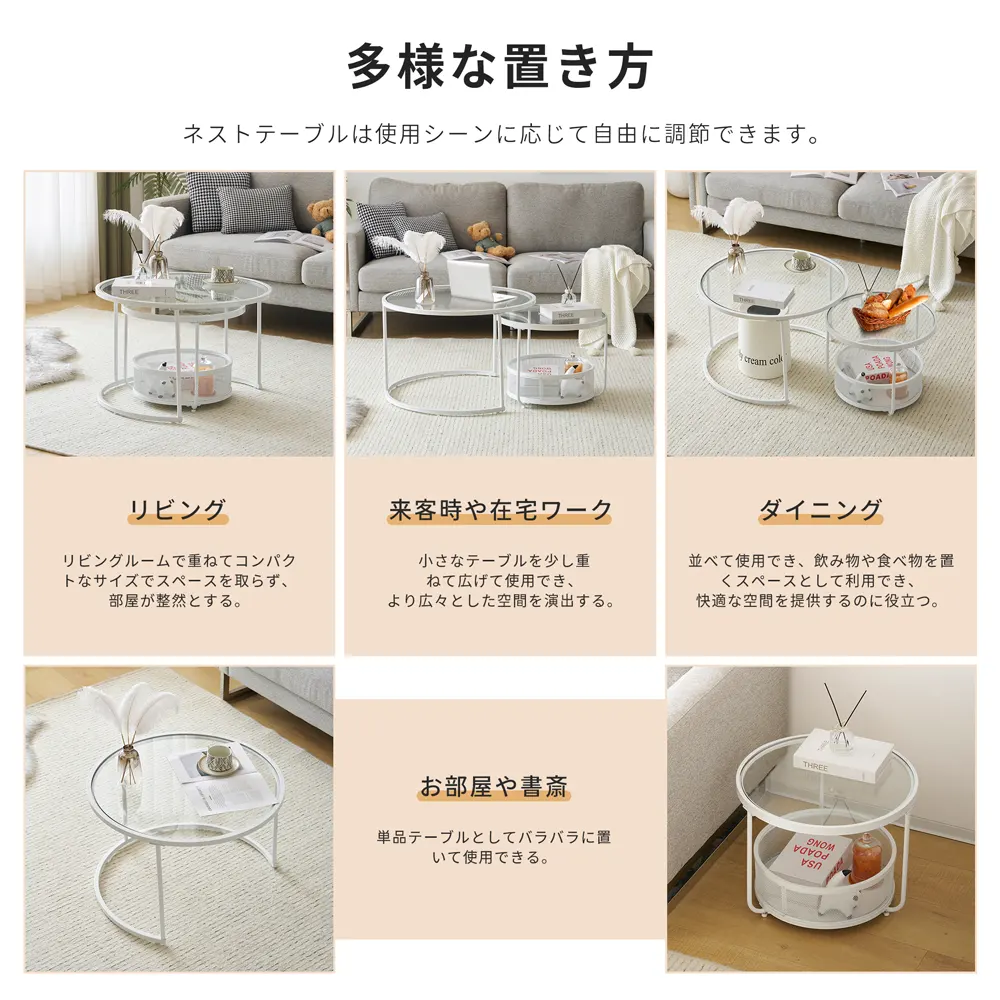 多様な置き方
ネストテーブルは使用シーンに応じて自由に調節できます。
THREE
THREE
THREE
y cream cold
リビング
リビングルームで重ねてコンパク
トなサイズでスペースを取らず、
部屋が整然とする。
来客時や在宅ワーク
小さなテーブルを少し重
ねて広げて使用でき、
より広々とした空間を演出する。
ダイニング
並べて使用でき、飲み物や食べ物を置
くスペースとして利用でき、
快適な空間を提供するのに役立つ。
お部屋や書斎
単品テーブルとしてバラバラに置
いて使用できる。
THREE
WONG
POADA
USA